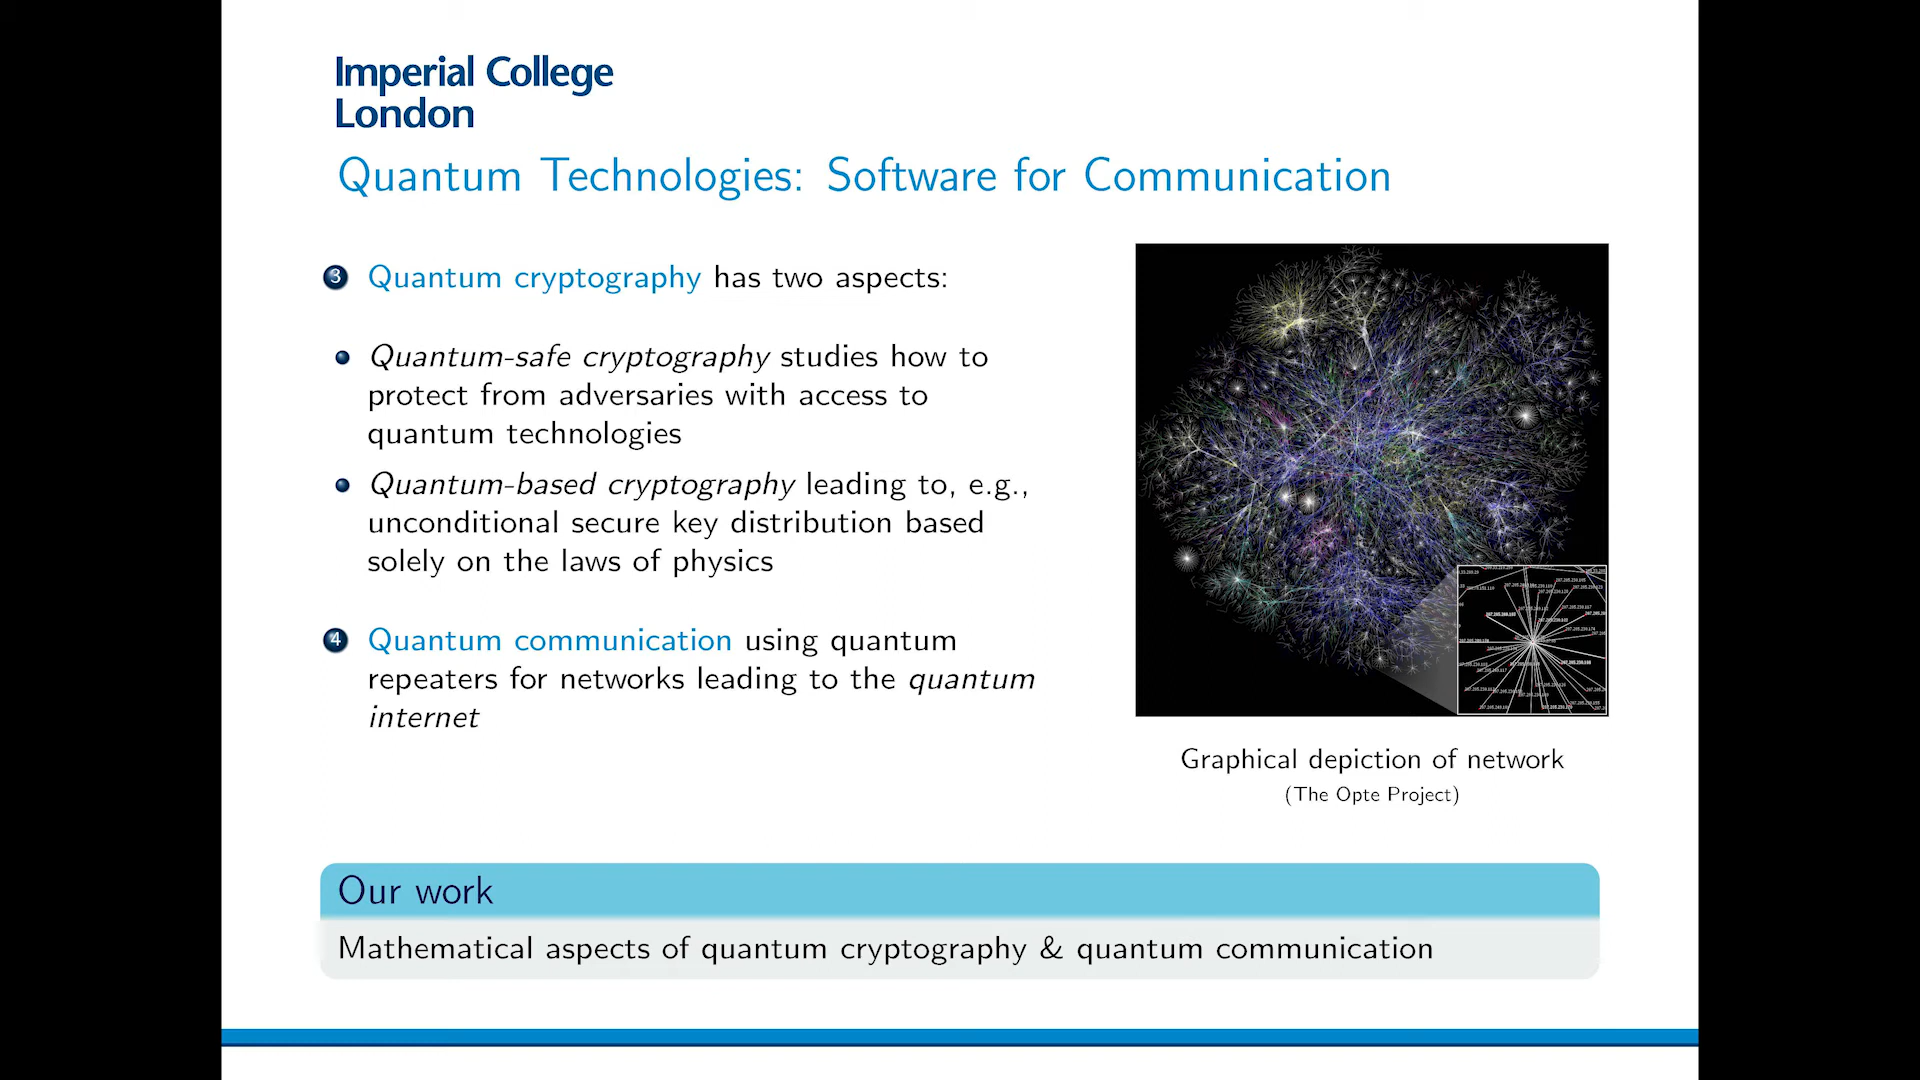 Imperial College
London
Quantum Technologies: Software for Communication
3 Quantum cryptography has two aspects:
Quantum-safe cryptography studies how to
protect from adversaries with access to
quantum technologies
Quantum-based cryptography leading to, e.g.,
unconditional secure key distribution based
solely on the laws of physics
4 Quantum communication using quantum
repeaters for networks leading to the quantum
internet
Graphical depiction of network
(The Opte Project)
Our work
Mathematical aspects of quantum cryptography & quantum communication